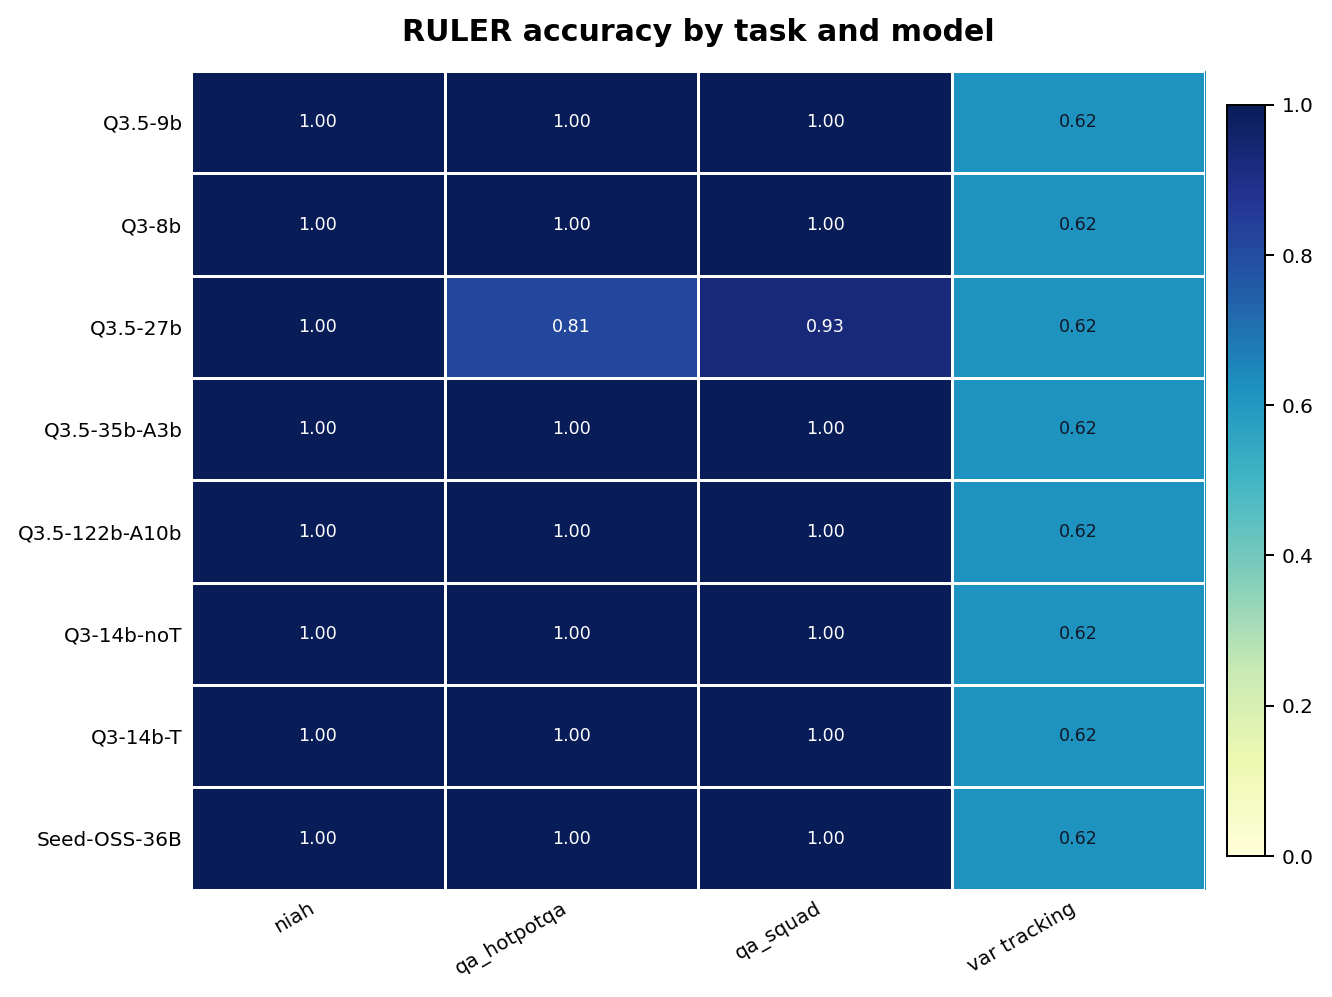 RULER accuracy by task and model
Q3.5-9b 1.00 1.00 1.00 0.62
Q3-8b 1.00 1.00 1.00 0.62
Q3.5-27b 1.00 0.81 0.93 0.62
Q3.5-35b-A3b 1.00 1.00 1.00 0.62
Q3.5-122b-A10b 1.00 1.00 1.00 0.62
Q3-14b-noT 1.00 1.00 1.00 0.62
Q3-14b-T 1.00 1.00 1.00 0.62
Seed-OSS-36B 1.00 1.00 1.00 0.62
niah qa_hotpotqa qa_squad var tracking
1.0
0.8
0.6
0.4
0.2
0.0